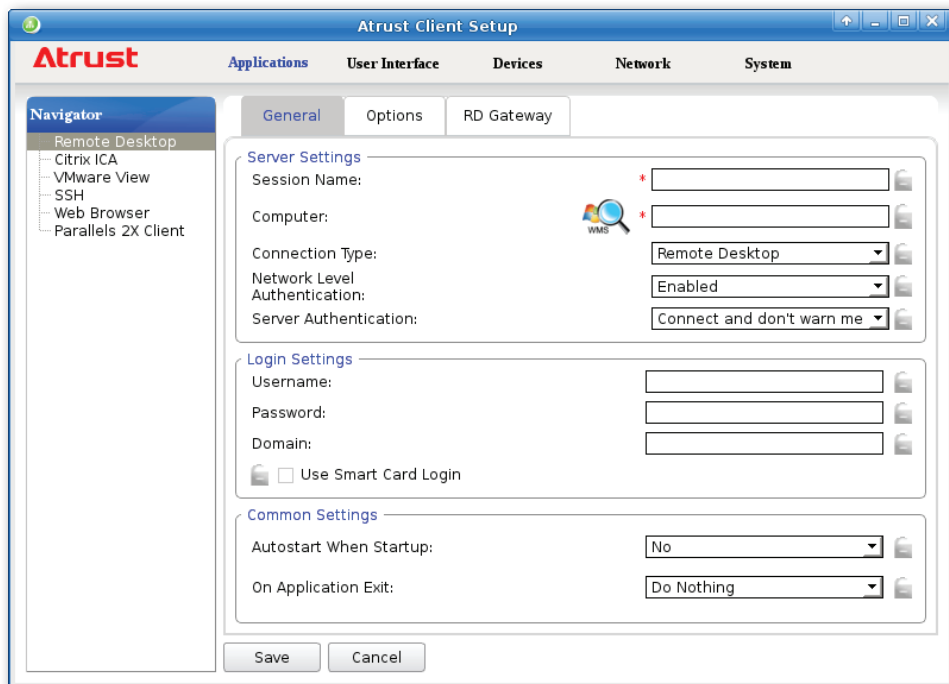 Atrust Client Setup
Atrust
Applications User Interface Devices Network System
Navigator
Remote Desktop
Citrix ICA
VMware View
SSH
Web Browser
Parallels 2X Client
General Options RD Gateway
Server Settings
Session Name: *
Computer: WMS *
Connection Type: Remote Desktop
Network Level
Authentication: Enabled
Server Authentication: Connect and don't warn me
Login Settings
Username:
Password:
Domain:
Use Smart Card Login
Common Settings
Autostart When Startup: No
On Application Exit: Do Nothing
Save Cancel